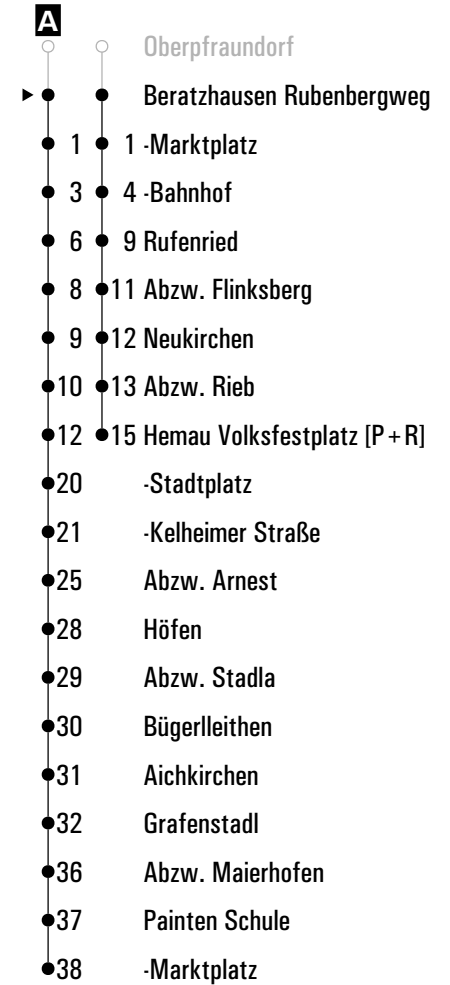 A
Oberpfraundorf
Beratzhausen Rubenbergweg
1 1 -Marktplatz
3 4 -Bahnhof
6 9 Rufenried
8 11 Abzw. Flinksberg
9 12 Neukirchen
10 13 Abzw. Rieb
12 15 Hemau Volksfestplatz [P+R]
20 -Stadtplatz
21 -Kelheimer Straße
25 Abzw. Arnest
28 Höfen
29 Abzw. Stadla
30 Bügerlleithen
31 Aichkirchen
32 Grafenstadl
36 Abzw. Maierhofen
37 Painten Schule
38 -Marktplatz